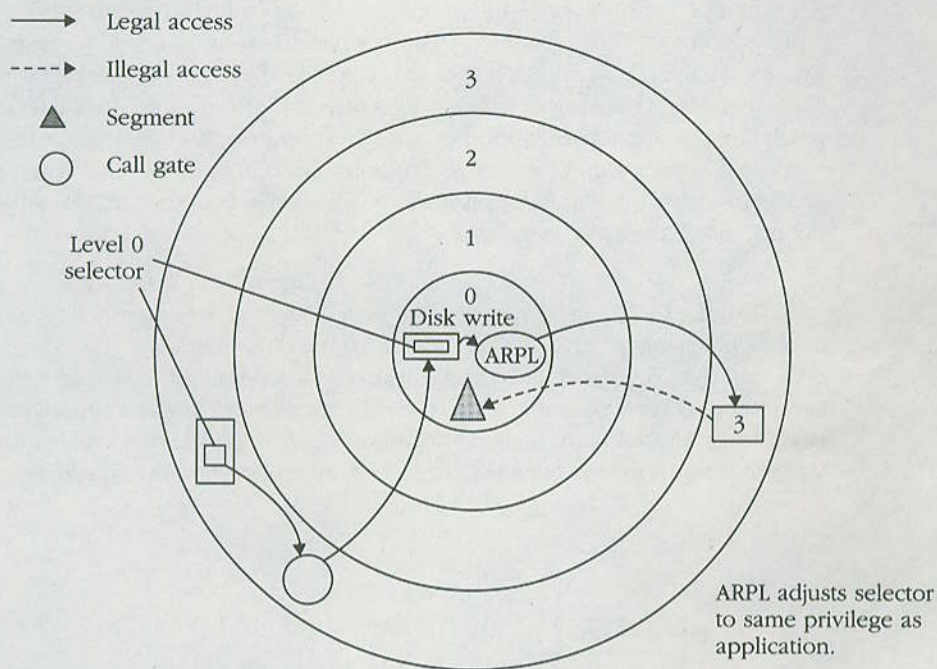 Legal access
Illegal access
Segment
Call gate
3
2
1
0
Level 0
selector
Disk write
ARPL
3
ARPL adjusts selector
to same privilege as
application.